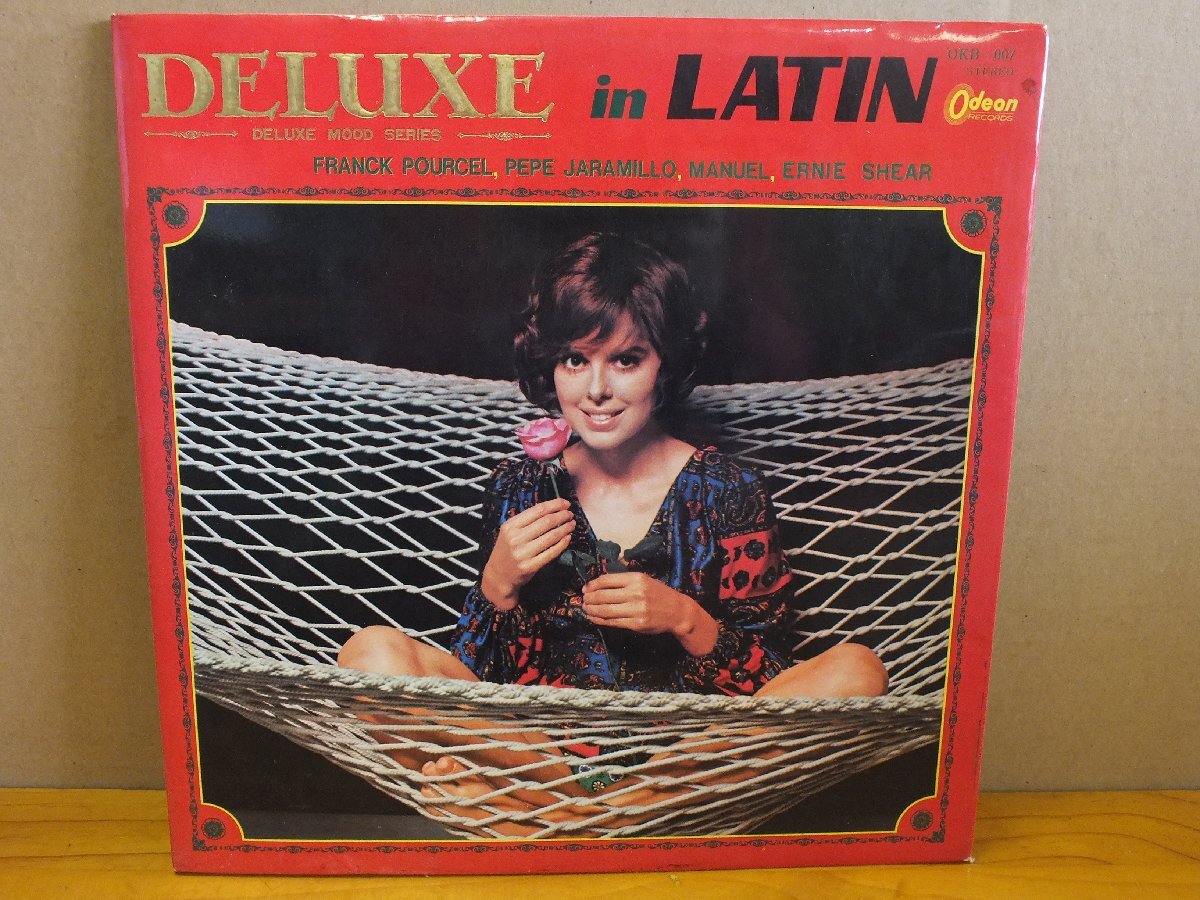 DELUXE in LATIN
OKB - 007
STEREO
Odeon
RECORDS
DELUXE MOOD SERIES
FRANCK POURCEL, PEPE JARAMILLO, MANUEL, ERNIE SHEAR